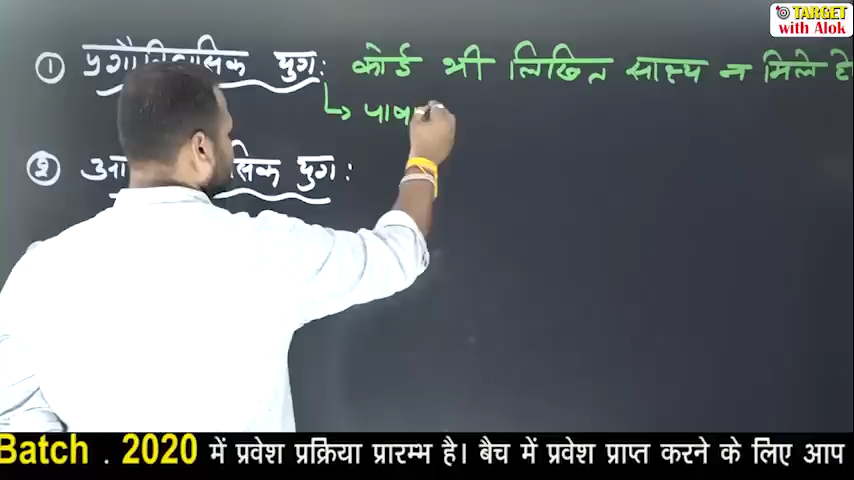 TARGET
with Alok
① युग: कोई भी लिखित साक्ष्य न मिले हो
↳
② युग:
Batch . 2020 में प्रवेश प्रक्रिया प्रारम्भ है। बैच में प्रवेश प्राप्त करने के लिए आप